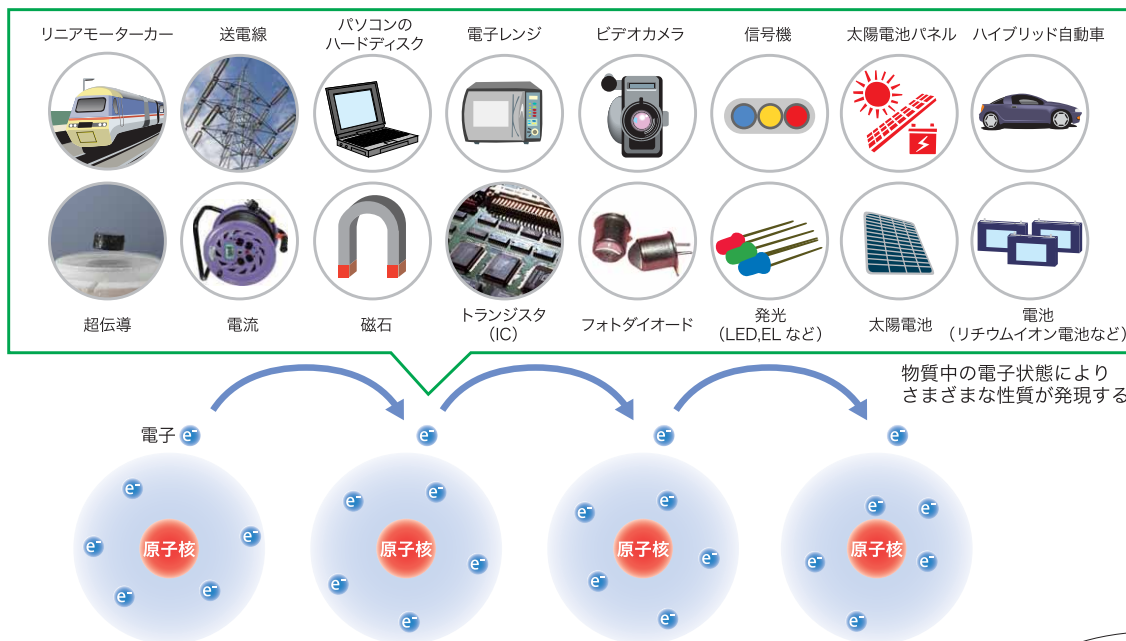 リニアモーターカー
送電線
パソコンの
ハードディスク
電子レンジ
ビデオカメラ
信号機
太陽電池パネル
ハイブリッド自動車
超伝導
電流
磁石
トランジスタ
(IC)
フォトダイオード
発光
(LED,EL など)
太陽電池
電池
(リチウムイオン電池など)
物質中の電子状態により
さまざまな性質が発現する
電子 e⁻
e⁻
e⁻
e⁻
e⁻
e⁻
e⁻
e⁻
e⁻
原子核
e⁻
e⁻
e⁻
e⁻
原子核
e⁻
e⁻
e⁻
e⁻
e⁻
原子核
e⁻
e⁻
e⁻
e⁻
原子核
e⁻
e⁻
e⁻